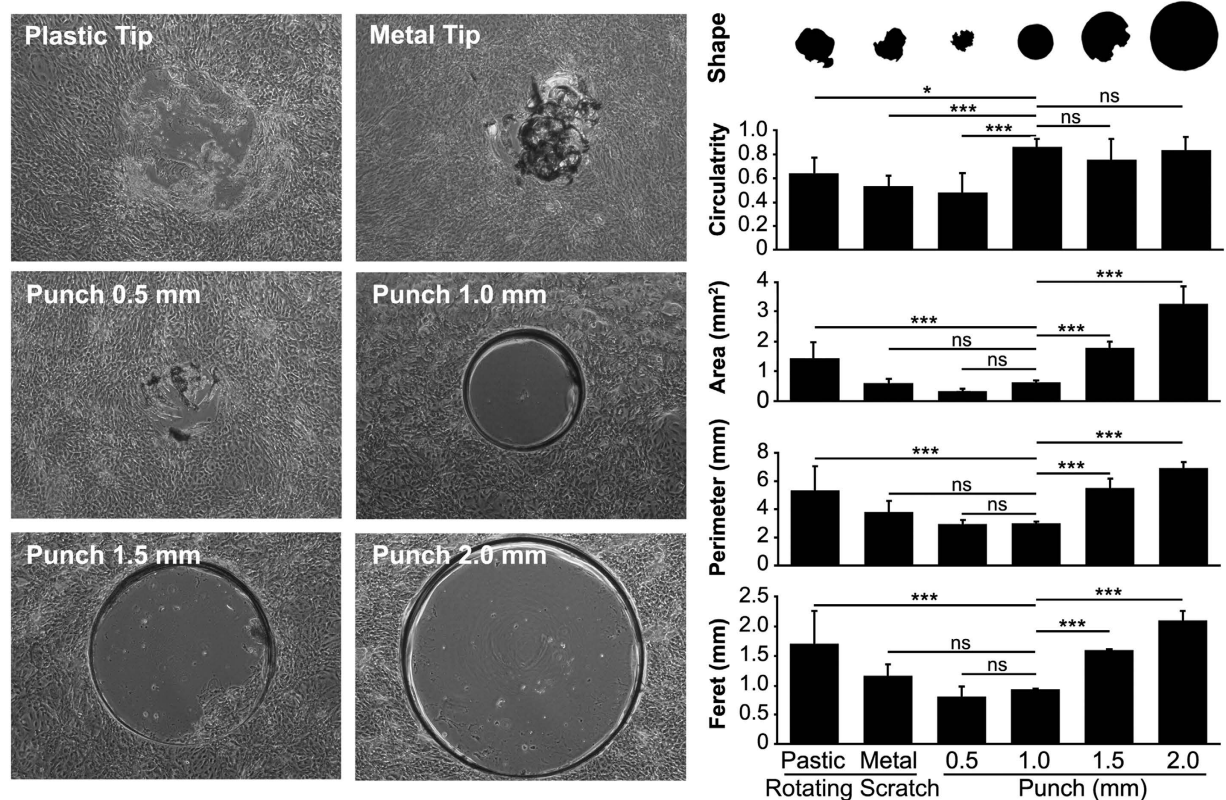 Plastic Tip
Metal Tip
Punch 0.5 mm
Punch 1.0 mm
Punch 1.5 mm
Punch 2.0 mm
Shape
Circulatrity
1.0
0.8
0.6
0.4
0.2
0
*
***
***
ns
ns
Area (mm²)
4
3
2
1
0
***
ns
ns
***
***
Perimeter (mm)
8
6
4
2
0
***
ns
ns
***
***
Feret (mm)
2.5
2.0
1.5
1.0
0.5
0
***
ns
ns
***
***
Pastic Metal 0.5 1.0 1.5 2.0
Rotating Scratch Punch (mm)